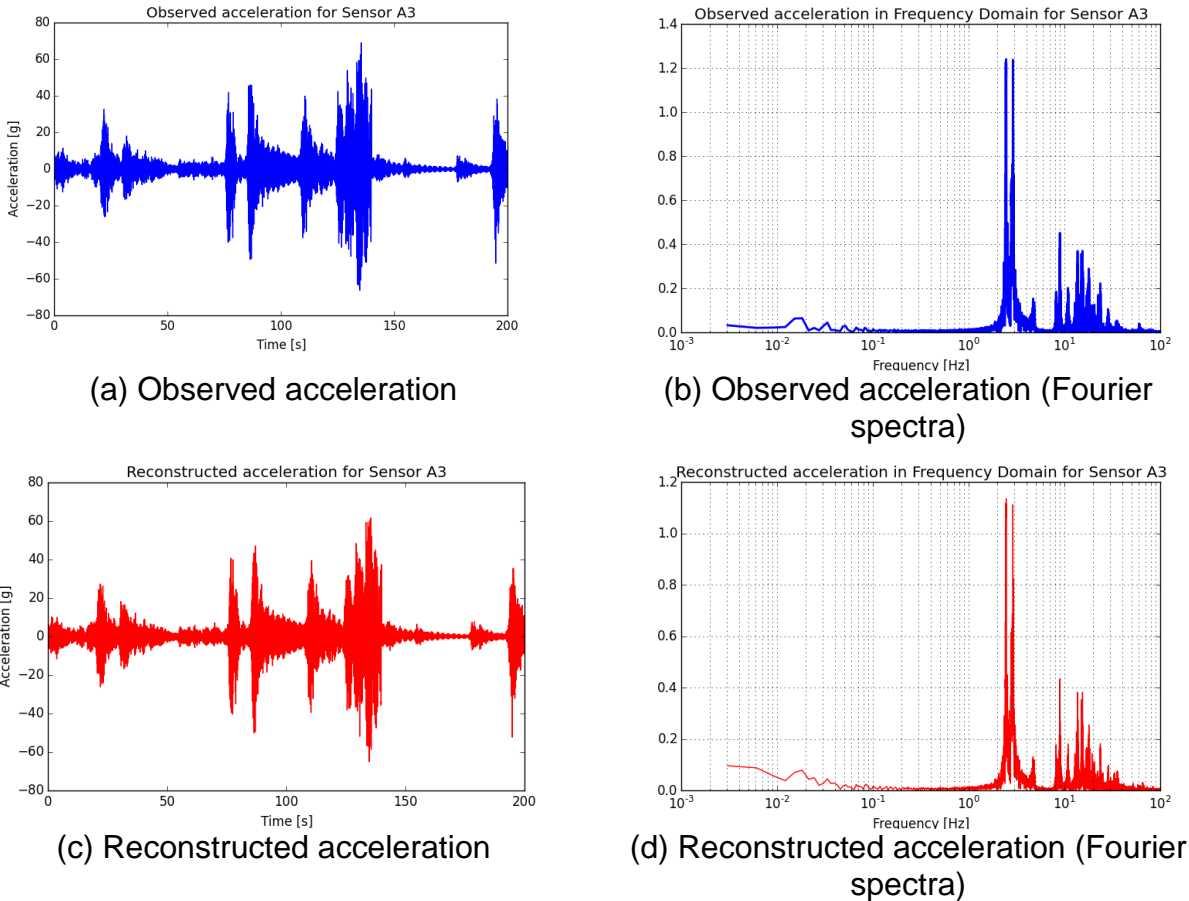 Observed acceleration for Sensor A3
80
60
40
20
0
−20
−40
−60
−80
Acceleration [g]
0 50 100 150 200
Time [s]
(a) Observed acceleration
Observed acceleration in Frequency Domain for Sensor A3
1.4
1.2
1.0
0.8
0.6
0.4
0.2
0.0
10-3 10-2 10-1 100 101 102
Frequency [Hz]
(b) Observed acceleration (Fourier
spectra)
Reconstructed acceleration for Sensor A3
80
60
40
20
0
−20
−40
−60
−80
Acceleration [g]
0 50 100 150 200
Time [s]
(c) Reconstructed acceleration
Reconstructed acceleration in Frequency Domain for Sensor A3
1.2
1.0
0.8
0.6
0.4
0.2
0.0
10-3 10-2 10-1 100 101 102
Frequency [Hz]
(d) Reconstructed acceleration (Fourier
spectra)